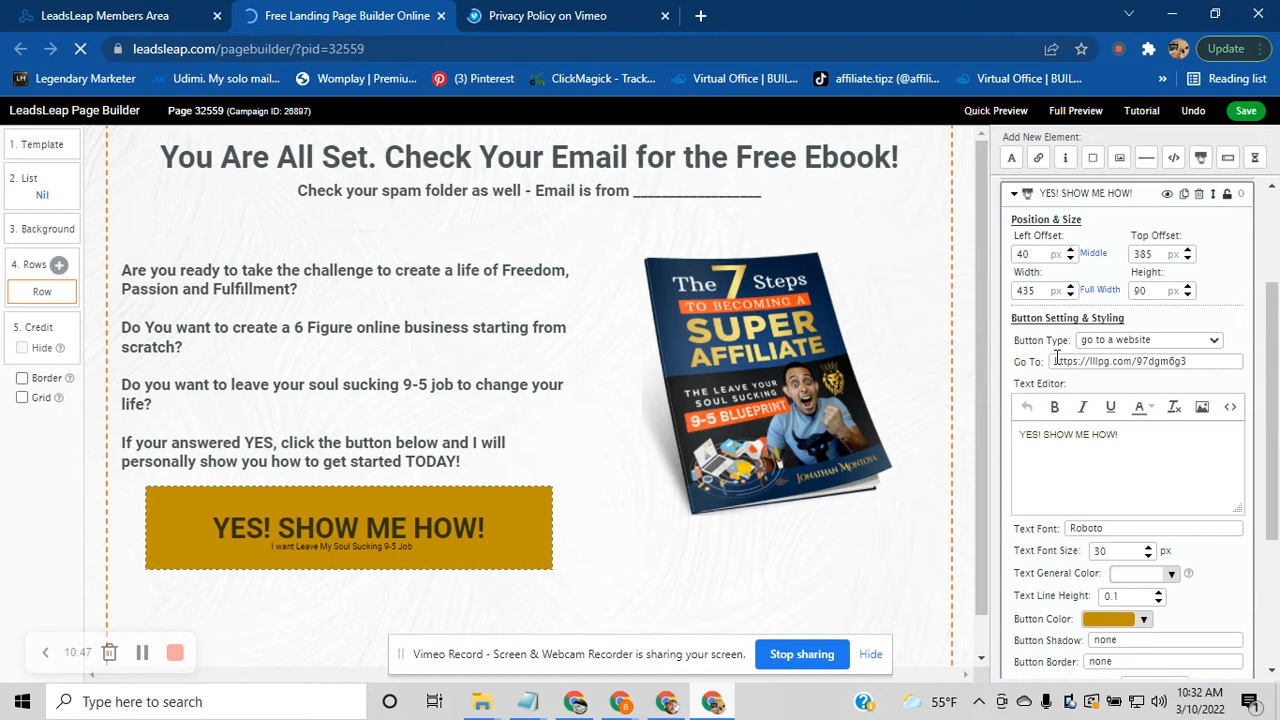 LeadsLeap Members Area
Free Landing Page Builder Online
Privacy Policy on Vimeo
leadsleap.com/pagebuilder/?pid=32559
Update
Legendary Marketer
Udimi. My solo mail...
Womplay | Premiu...
(3) Pinterest
ClickMagick - Track...
Virtual Office | BUIL...
affiliate.tipz (@affili...
Virtual Office | BUIL...
Reading list
LeadsLeap Page Builder
Page 32559 (Campaign ID: 26897)
Quick Preview
Full Preview
Tutorial
Undo
Save
1. Template
2. List
Nil
3. Background
4. Rows
Row
5. Credit
Hide
Border
Grid
You Are All Set. Check Your Email for the Free Ebook!
Check your spam folder as well - Email is from _______________
Are you ready to take the challenge to create a life of Freedom,
Passion and Fulfillment?
Do You want to create a 6 Figure online business starting from
scratch?
Do you want to leave your soul sucking 9-5 job to change your
life?
If your answered YES, click the button below and I will
personally show you how to get started TODAY!
YES! SHOW ME HOW!
I want Leave My Soul Sucking 9-5 Job
The 7 Steps
TO BECOMING A
SUPER
AFFILIATE
THE LEAVE YOUR
SOUL SUCKING
9-5 BLUEPRINT
JONATHAN MONTOYA
Add New Element:
YES! SHOW ME HOW!
0
Position & Size
Left Offset:
Top Offset:
40 px
Middle
385 px
Width:
Height:
435 px
Full Width
90 px
Button Setting & Styling
Button Type: go to a website
Go To: https://lllpg.com/97dgm6g3
Text Editor:
YES! SHOW ME HOW!
Text Font: Roboto
Text Font Size: 30 px
Text General Color:
Text Line Height: 0.1
Button Color:
Button Shadow: none
Button Border: none
10:47
Vimeo Record - Screen & Webcam Recorder is sharing your screen.
Stop sharing
Hide
Type here to search
55°F
10:32 AM
3/10/2022